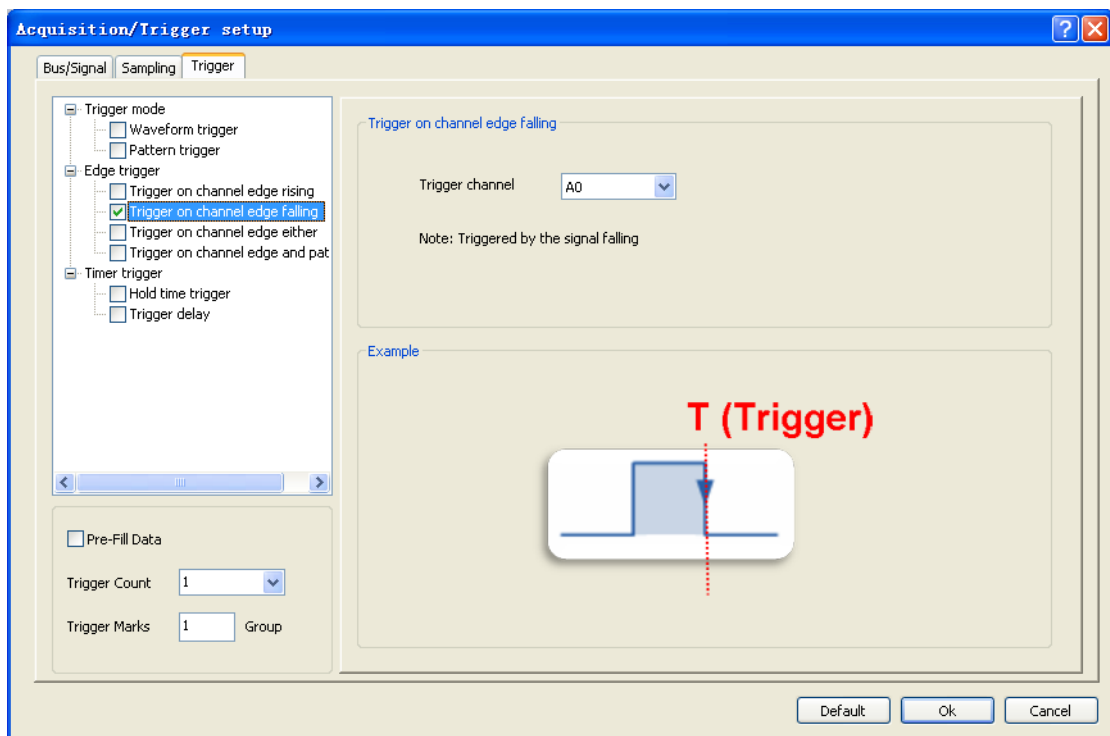 Acquisition/Trigger setup
Bus/Signal Sampling Trigger
Trigger mode
Waveform trigger
Pattern trigger
Edge trigger
Trigger on channel edge rising
Trigger on channel edge falling
Trigger on channel edge either
Trigger on channel edge and pat
Timer trigger
Hold time trigger
Trigger delay
Pre-Fill Data
Trigger Count 1
Trigger Marks 1 Group
Trigger on channel edge falling
Trigger channel A0
Note: Triggered by the signal falling
Example
T (Trigger)
Default Ok Cancel